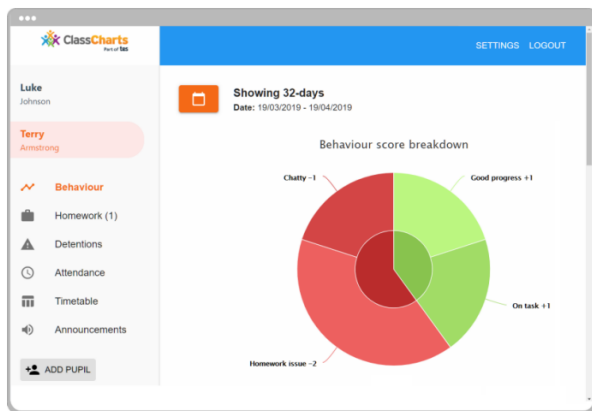 ClassCharts
Part of tes
SETTINGS LOGOUT
Luke
Johnson
Terry
Armstrong
Behaviour
Homework (1)
Detentions
Attendance
Timetable
Announcements
ADD PUPIL
Showing 32-days
Date: 19/03/2019 - 19/04/2019
Behaviour score breakdown
Chatty −1
Good progress +1
On task +1
Homework issue −2